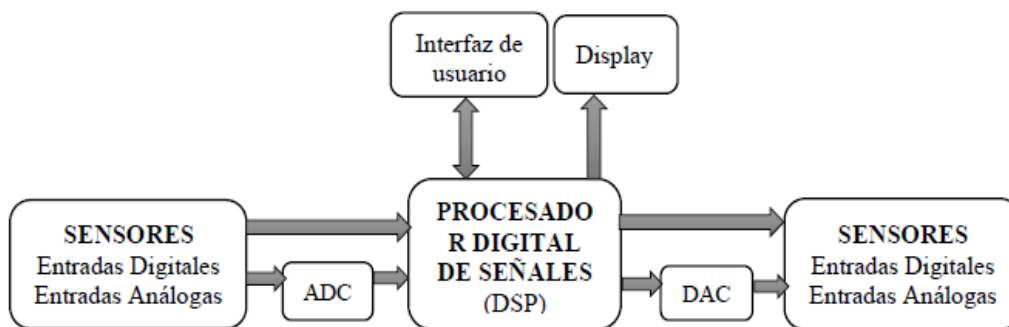 Interfaz de
usuario
Display
SENSORES
Entradas Digitales
Entradas Análogas
ADC
PROCESADO
R DIGITAL
DE SEÑALES
(DSP)
DAC
SENSORES
Entradas Digitales
Entradas Análogas